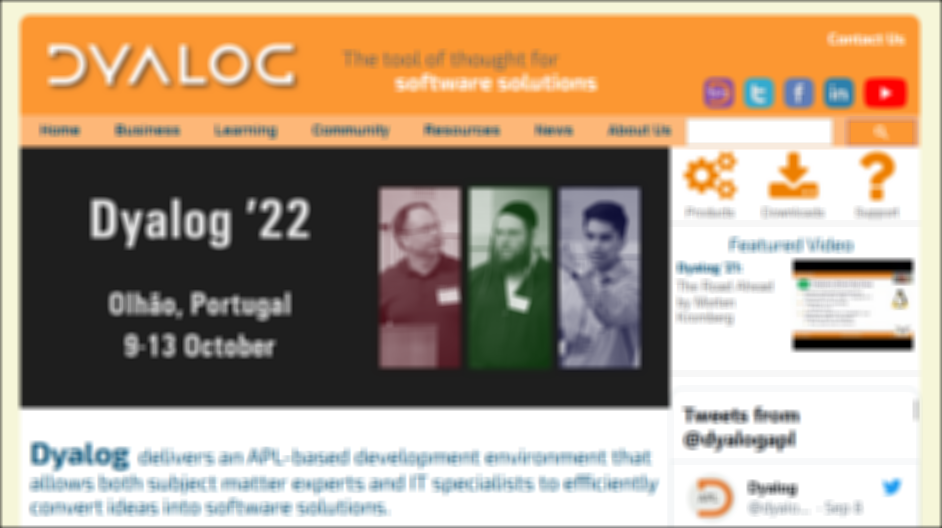 DYALOG
The tool of thought for
software solutions
Contact Us
Home Business Learning Community Resources News About Us
Dyalog '22
Olhão, Portugal
9-13 October
Products Downloads Support
Featured Video
Dyalog '21:
The Road Ahead
by Morten
Kromberg
Tweets from
@dyalogapl
APL
Dyalog
@dyalo... · Sep 8
Dyalog delivers an APL-based development environment that
allows both subject matter experts and IT specialists to efficiently
convert ideas into software solutions.